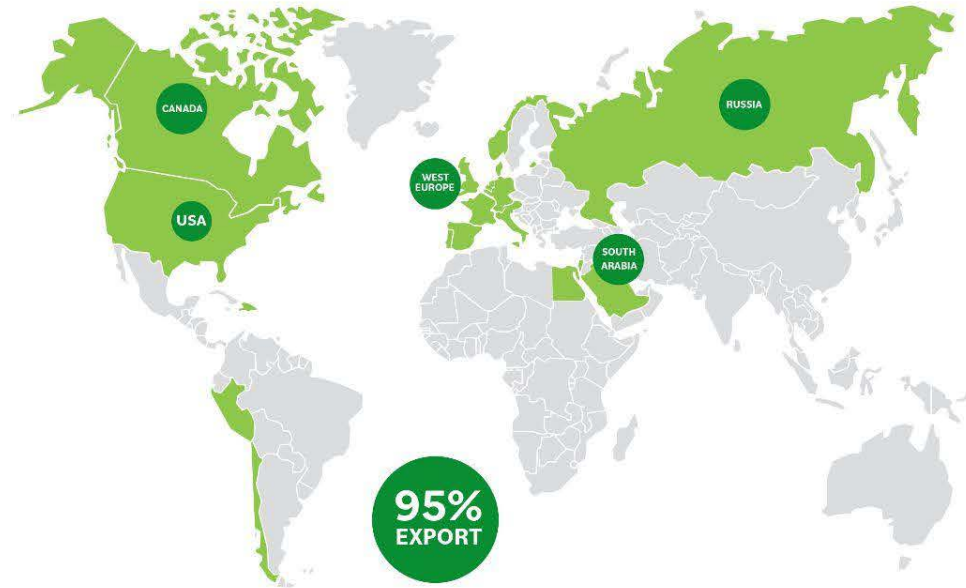 CANADA
RUSSIA
WEST
EUROPE
USA
SOUTH
ARABIA
95%
EXPORT